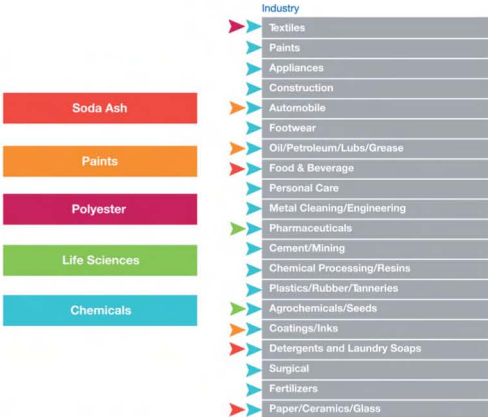 Industry
Textiles
Paints
Appliances
Construction
Soda Ash
Automobile
Footwear
Oil/Petroleum/Lubs/Grease
Paints
Food & Beverage
Personal Care
Polyester
Metal Cleaning/Engineering
Pharmaceuticals
Cement/Mining
Life Sciences
Chemical Processing/Resins
Plastics/Rubber/Tanneries
Chemicals
Agrochemicals/Seeds
Coatings/Inks
Detergents and Laundry Soaps
Surgical
Fertilizers
Paper/Ceramics/Glass